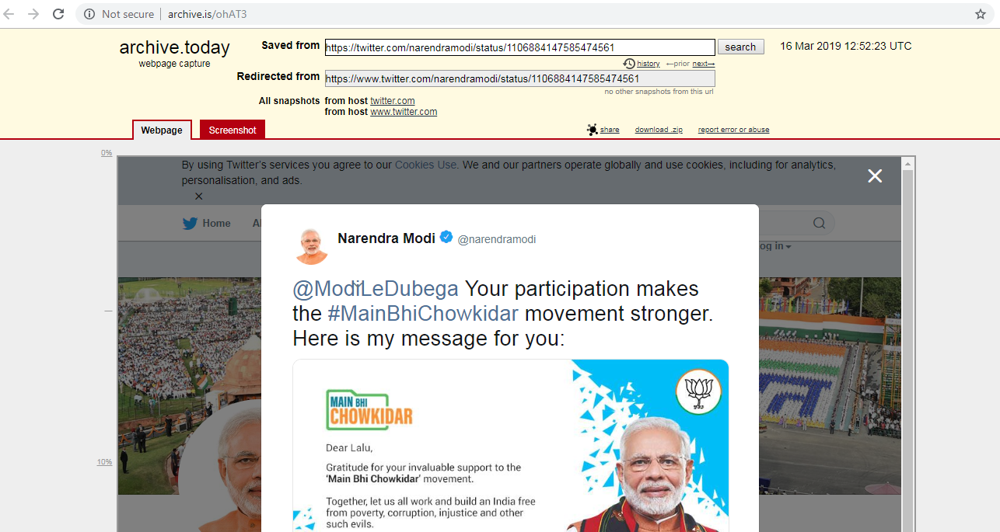 Not secure | archive.is/ohAT3
archive.today
webpage capture
Saved from https://twitter.com/narendramodi/status/1106884147585474561 search 16 Mar 2019 12:52:23 UTC
history ←prior next→
Redirected from https://www.twitter.com/narendramodi/status/1106884147585474561
no other snapshots from this url
All snapshots from host twitter.com
from host www.twitter.com
Webpage Screenshot share download .zip report error or abuse
0%
By using Twitter's services you agree to our Cookies Use. We and our partners operate globally and use cookies, including for analytics,
personalisation, and ads.
Home
og in
Narendra Modi @narendramodi
@ModiLeDubega Your participation makes
the #MainBhiChowkidar movement stronger.
Here is my message for you:
MAIN BHI
CHOWKIDAR
Dear Lalu,
Gratitude for your invaluable support to the
'Main Bhi Chowkidar' movement.
10%
Together, let us all work and build an India free
from poverty, corruption, injustice and other
such evils.